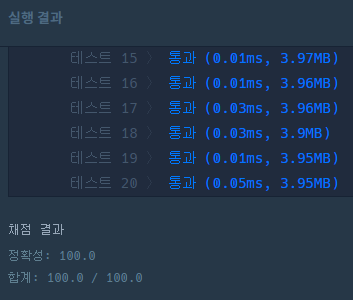 실행 결과
테스트 15 〉 통과 (0.01ms, 3.97MB)
테스트 16 〉 통과 (0.01ms, 3.96MB)
테스트 17 〉 통과 (0.03ms, 3.96MB)
테스트 18 〉 통과 (0.03ms, 3.9MB)
테스트 19 〉 통과 (0.01ms, 3.95MB)
테스트 20 〉 통과 (0.05ms, 3.95MB)
채점 결과
정확성: 100.0
합계: 100.0 / 100.0